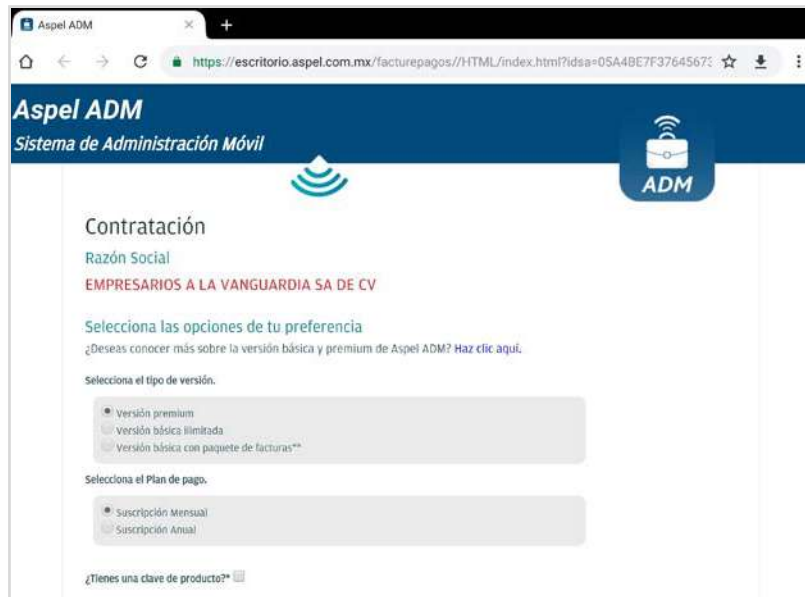 Aspel ADM
https://escritorio.aspel.com.mx/facturepagos//HTML/index.html?idsa=05A4BE7F37645673
Aspel ADM
Sistema de Administración Móvil
ADM
Contratación
Razón Social
EMPRESARIOS A LA VANGUARDIA SA DE CV
Selecciona las opciones de tu preferencia
¿Deseas conocer más sobre la versión básica y premium de Aspel ADM? Haz clic aquí.
Selecciona el tipo de versión.
Versión premium
Versión básica ilimitada
Versión básica con paquete de facturas**
Selecciona el Plan de pago.
Suscripción Mensual
Suscripción Anual
¿Tienes una clave de producto?*